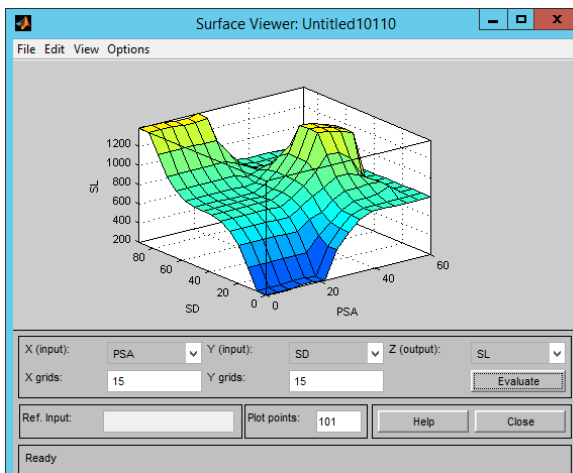 Surface Viewer: Untitled10110
File Edit View Options
1200
1000
800
600
400
200
SL
80
60
40
20
0
SD
0
20
40
60
PSA
X (input): PSA Y (input): SD Z (output): SL
X grids: 15 Y grids: 15 Evaluate
Ref. Input: Plot points: 101 Help Close
Ready